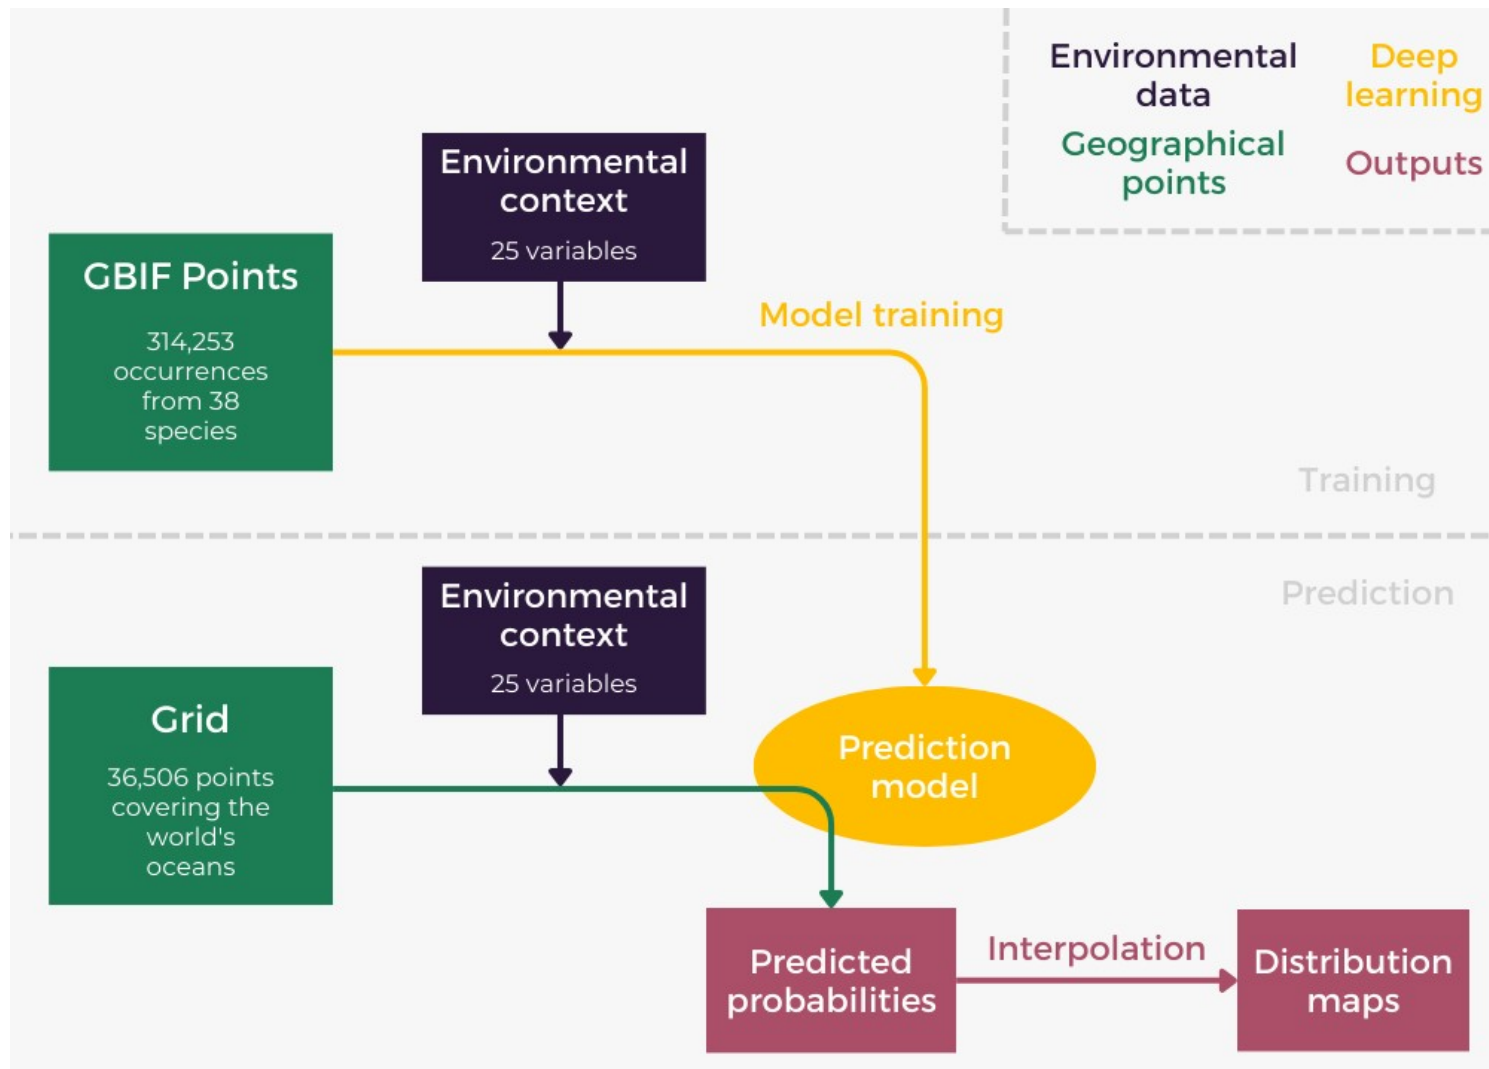 Environmental
data
Deep
learning
Geographical
points
Outputs
Environmental
context
25 variables
GBIF Points
314,253
occurrences
from 38
species
Model training
Training
Prediction
Environmental
context
25 variables
Grid
36,506 points
covering the
world's
oceans
Prediction
model
Predicted
probabilities
Interpolation
Distribution
maps